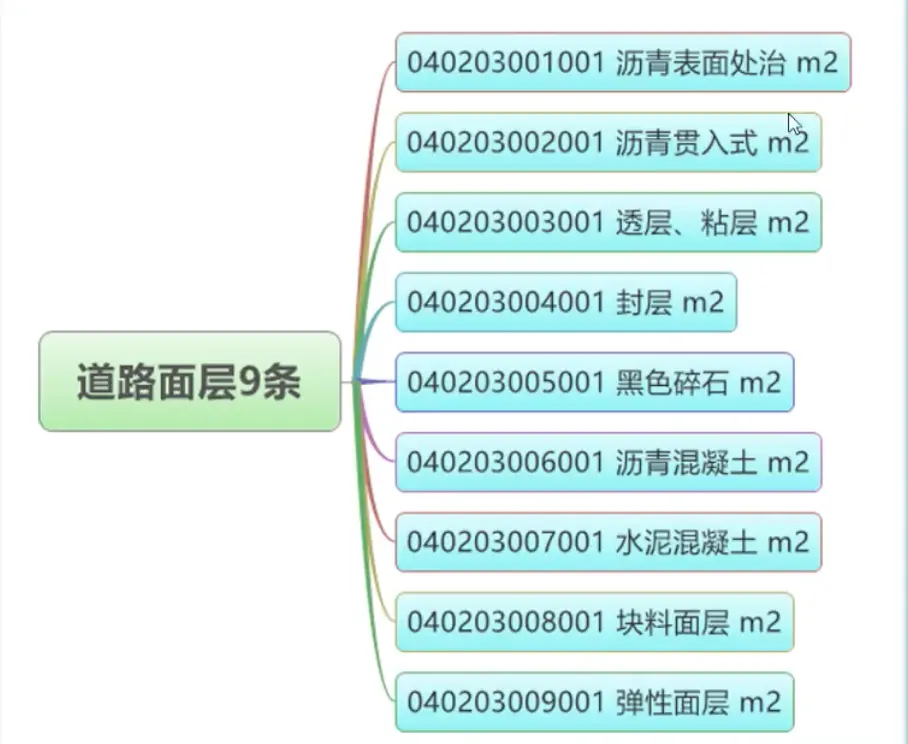 道路面层9条
040203001001 沥青表面处治 m2
040203002001 沥青贯入式 m2
040203003001 透层、粘层 m2
040203004001 封层 m2
040203005001 黑色碎石 m2
040203006001 沥青混凝土 m2
040203007001 水泥混凝土 m2
040203008001 块料面层 m2
040203009001 弹性面层 m2